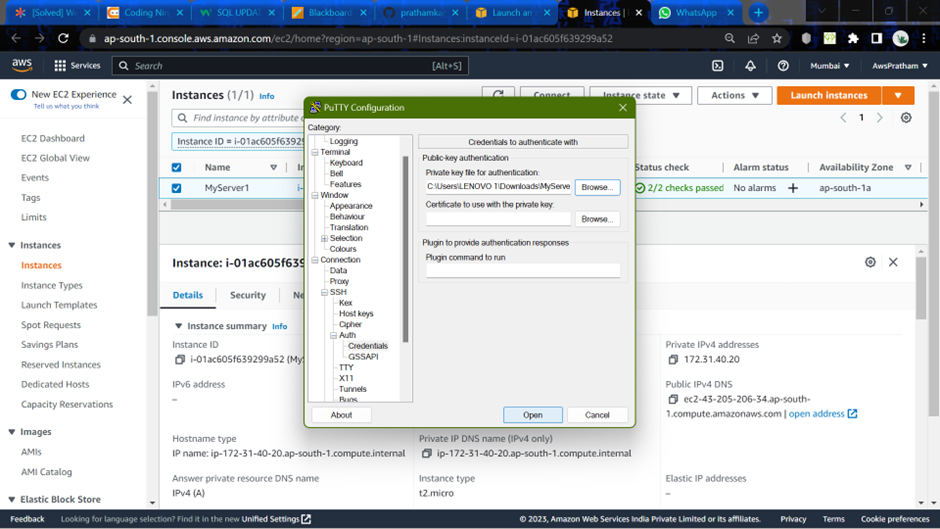 [Solved] W
Coding Nin
SQL UPDAT
Blackboard
prathamka
Launch an
Instances |
WhatsApp
ap-south-1.console.aws.amazon.com/ec2/home?region=ap-south-1#Instances:instanceId=i-01ac605f639299a52
aws
Services
Search
[Alt+S]
Mumbai
AwsPratham
New EC2 Experience
Tell us what you think
EC2 Dashboard
EC2 Global View
Events
Tags
Limits
Instances
Instances
Instance Types
Launch Templates
Spot Requests
Savings Plans
Reserved Instances
Dedicated Hosts
Capacity Reservations
Images
AMIs
AMI Catalog
Elastic Block Store
Instances (1/1) Info
Connect
Instance state
Actions
Launch instances
Find instance by attribute
1
Instance ID = i-01ac605f63929
Name
Status check
Alarm status
Availability Zone
MyServer1
i-
2/2 checks passed
No alarms
ap-south-1a
PuTTY Configuration
Category:
Logging
Terminal
Keyboard
Bell
Features
Window
Appearance
Behaviour
Translation
Selection
Colours
Connection
Data
Proxy
SSH
Kex
Host keys
Cipher
Auth
Credentials
GSSAPI
TTY
X11
Tunnels
Bugs
Credentials to authenticate with
Public-key authentication
Private key file for authentication:
C:\Users\LENOVO 1\Downloads\MyServe
Browse...
Certificate to use with the private key:
Browse...
Plugin to provide authentication responses
Plugin command to run
About
Open
Cancel
Instance: i-01ac605f63929
Details
Security
Ne
Instance summary Info
Instance ID
i-01ac605f639299a52 (MyS
IPv6 address
–
Hostname type
IP name: ip-172-31-40-20.ap-south-1.compute.internal
Answer private resource DNS name
IPv4 (A)
Private IP DNS name (IPv4 only)
ip-172-31-40-20.ap-south-1.compute.internal
Instance type
t2.micro
Private IPv4 addresses
172.31.40.20
Public IPv4 DNS
ec2-43-205-206-34.ap-south-
1.compute.amazonaws.com | open address
Elastic IP addresses
–
Feedback
Looking for language selection? Find it in the new Unified Settings
© 2023, Amazon Web Services India Private Limited or its affiliates.
Privacy
Terms
Cookie preferences